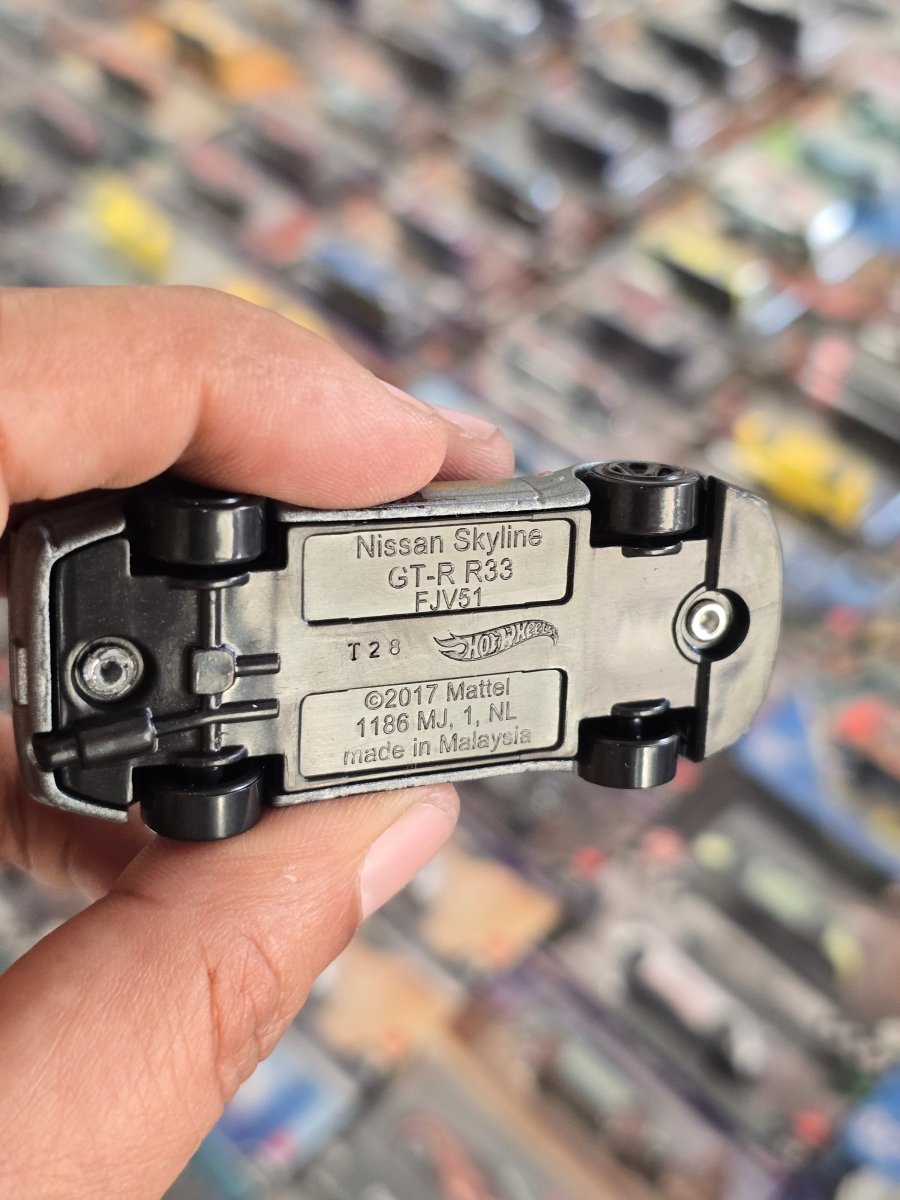 Nissan Skyline
GT-R R33
FJV51
T28 HOT WHEELS
©2017 Mattel
1186 MJ, 1, NL
made in Malaysia